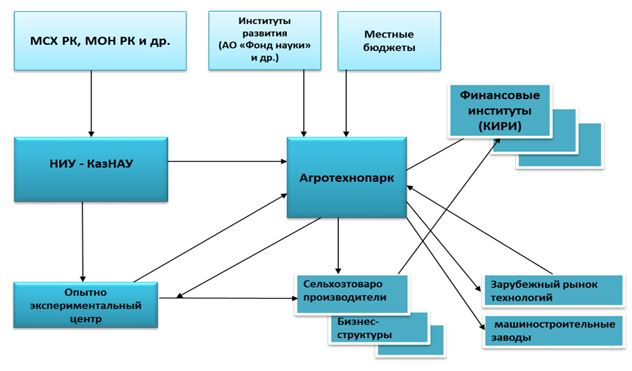 МСХ РК, МОН РК и др.
Институты
развития
(АО «Фонд науки»
и др.)
Местные
бюджеты
Финансовые
институты
(КИРИ)
НИУ - КазНАУ
Агротехнопарк
Опытно
экспериментальный
центр
Сельхозтоваро
производители
Бизнес-
структуры
Зарубежный рынок
технологий
машиностроительные
заводы